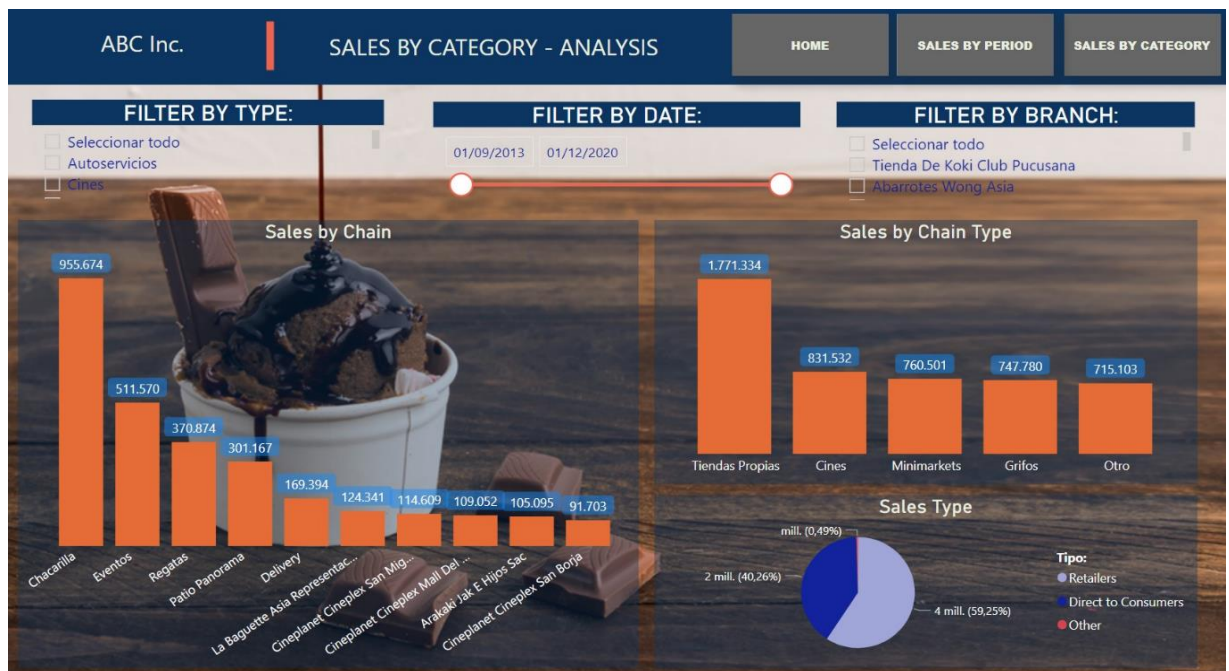 ABC Inc.
SALES BY CATEGORY - ANALYSIS
HOME
SALES BY PERIOD
SALES BY CATEGORY
FILTER BY TYPE:
Seleccionar todo
Autoservicios
Cines
FILTER BY DATE:
01/09/2013
01/12/2020
FILTER BY BRANCH:
Seleccionar todo
Tienda De Koki Club Pucusana
Abarrotes Wong Asia
Sales by Chain
955.674
511.570
370.874
301.167
169.394
124.341
114.609
109.052
105.095
91.703
Chacarilla
Eventos
Regatas
Patio Panorama
Delivery
La Baguette Asia Representac...
Cineplanet Cineplex San Mig...
Cineplanet Cineplex Mall Del ...
Arakaki Jak E Hijos Sac
Cineplanet Cineplex San Borja
Sales by Chain Type
1.771.334
831.532
760.501
747.780
715.103
Tiendas Propias
Cines
Minimarkets
Grifos
Otro
Sales Type
mill. (0,49%)
2 mill. (40,26%)
4 mill. (59,25%)
Tipo:
Retailers
Direct to Consumers
Other